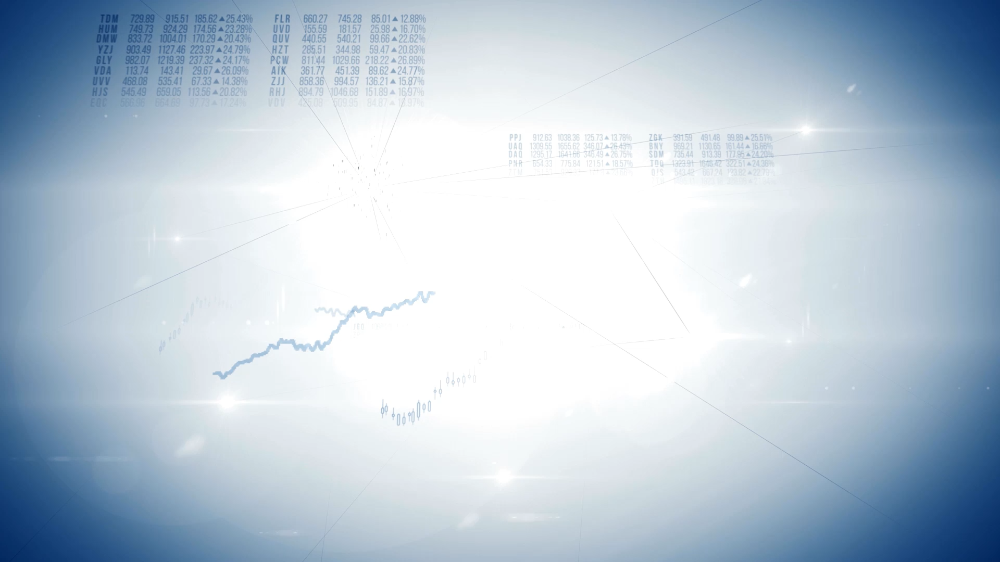 TDM 729.89 915.51 185.62 ▲ 25.43%
HUM 749.73 924.29 174.56 ▲ 23.28%
DMW 833.72 1004.01 170.29 ▲ 20.43%
YZJ 903.49 1127.46 223.97 ▲ 24.79%
GLY 982.07 1219.39 237.32 ▲ 24.17%
VDA 113.74 143.41 29.67 ▲ 26.09%
UVV 468.08 535.41 67.33 ▲ 14.38%
HJS 545.49 659.05 113.56 ▲ 20.82%
EQC 566.96 664.69 97.73 ▲ 17.24%
FLR 660.27 745.28 85.01 ▲ 12.88%
UVD 155.59 181.57 25.98 ▲ 16.70%
QUV 440.55 540.21 99.66 ▲ 22.62%
HZT 285.51 344.98 59.47 ▲ 20.83%
PCW 811.44 1029.66 218.22 ▲ 26.89%
AIK 361.77 451.39 89.62 ▲ 24.77%
ZJJ 858.36 994.57 136.21 ▲ 15.87%
RHJ 894.79 1046.68 151.89 ▲ 16.97%
VDV 425.08 509.95 84.87 ▲ 19.97%
PPJ 912.63 1038.36 125.73 ▲ 13.78%
UAQ 1309.55 1655.62 346.07 ▲ 26.43%
DAQ 1295.17 1641.66 346.49 ▲ 26.75%
PNR 654.33 775.84 121.51 ▲ 18.57%
ZGK 391.59 491.48 99.89 ▲ 25.51%
BNY 969.21 1130.65 161.44 ▲ 16.66%
SDM 735.44 913.39 177.95 ▲ 24.20%
TDQ 1323.91 1646.42 322.51 ▲ 24.36%
QJS 543.42 667.24 123.82 ▲ 22.79%
JGQ